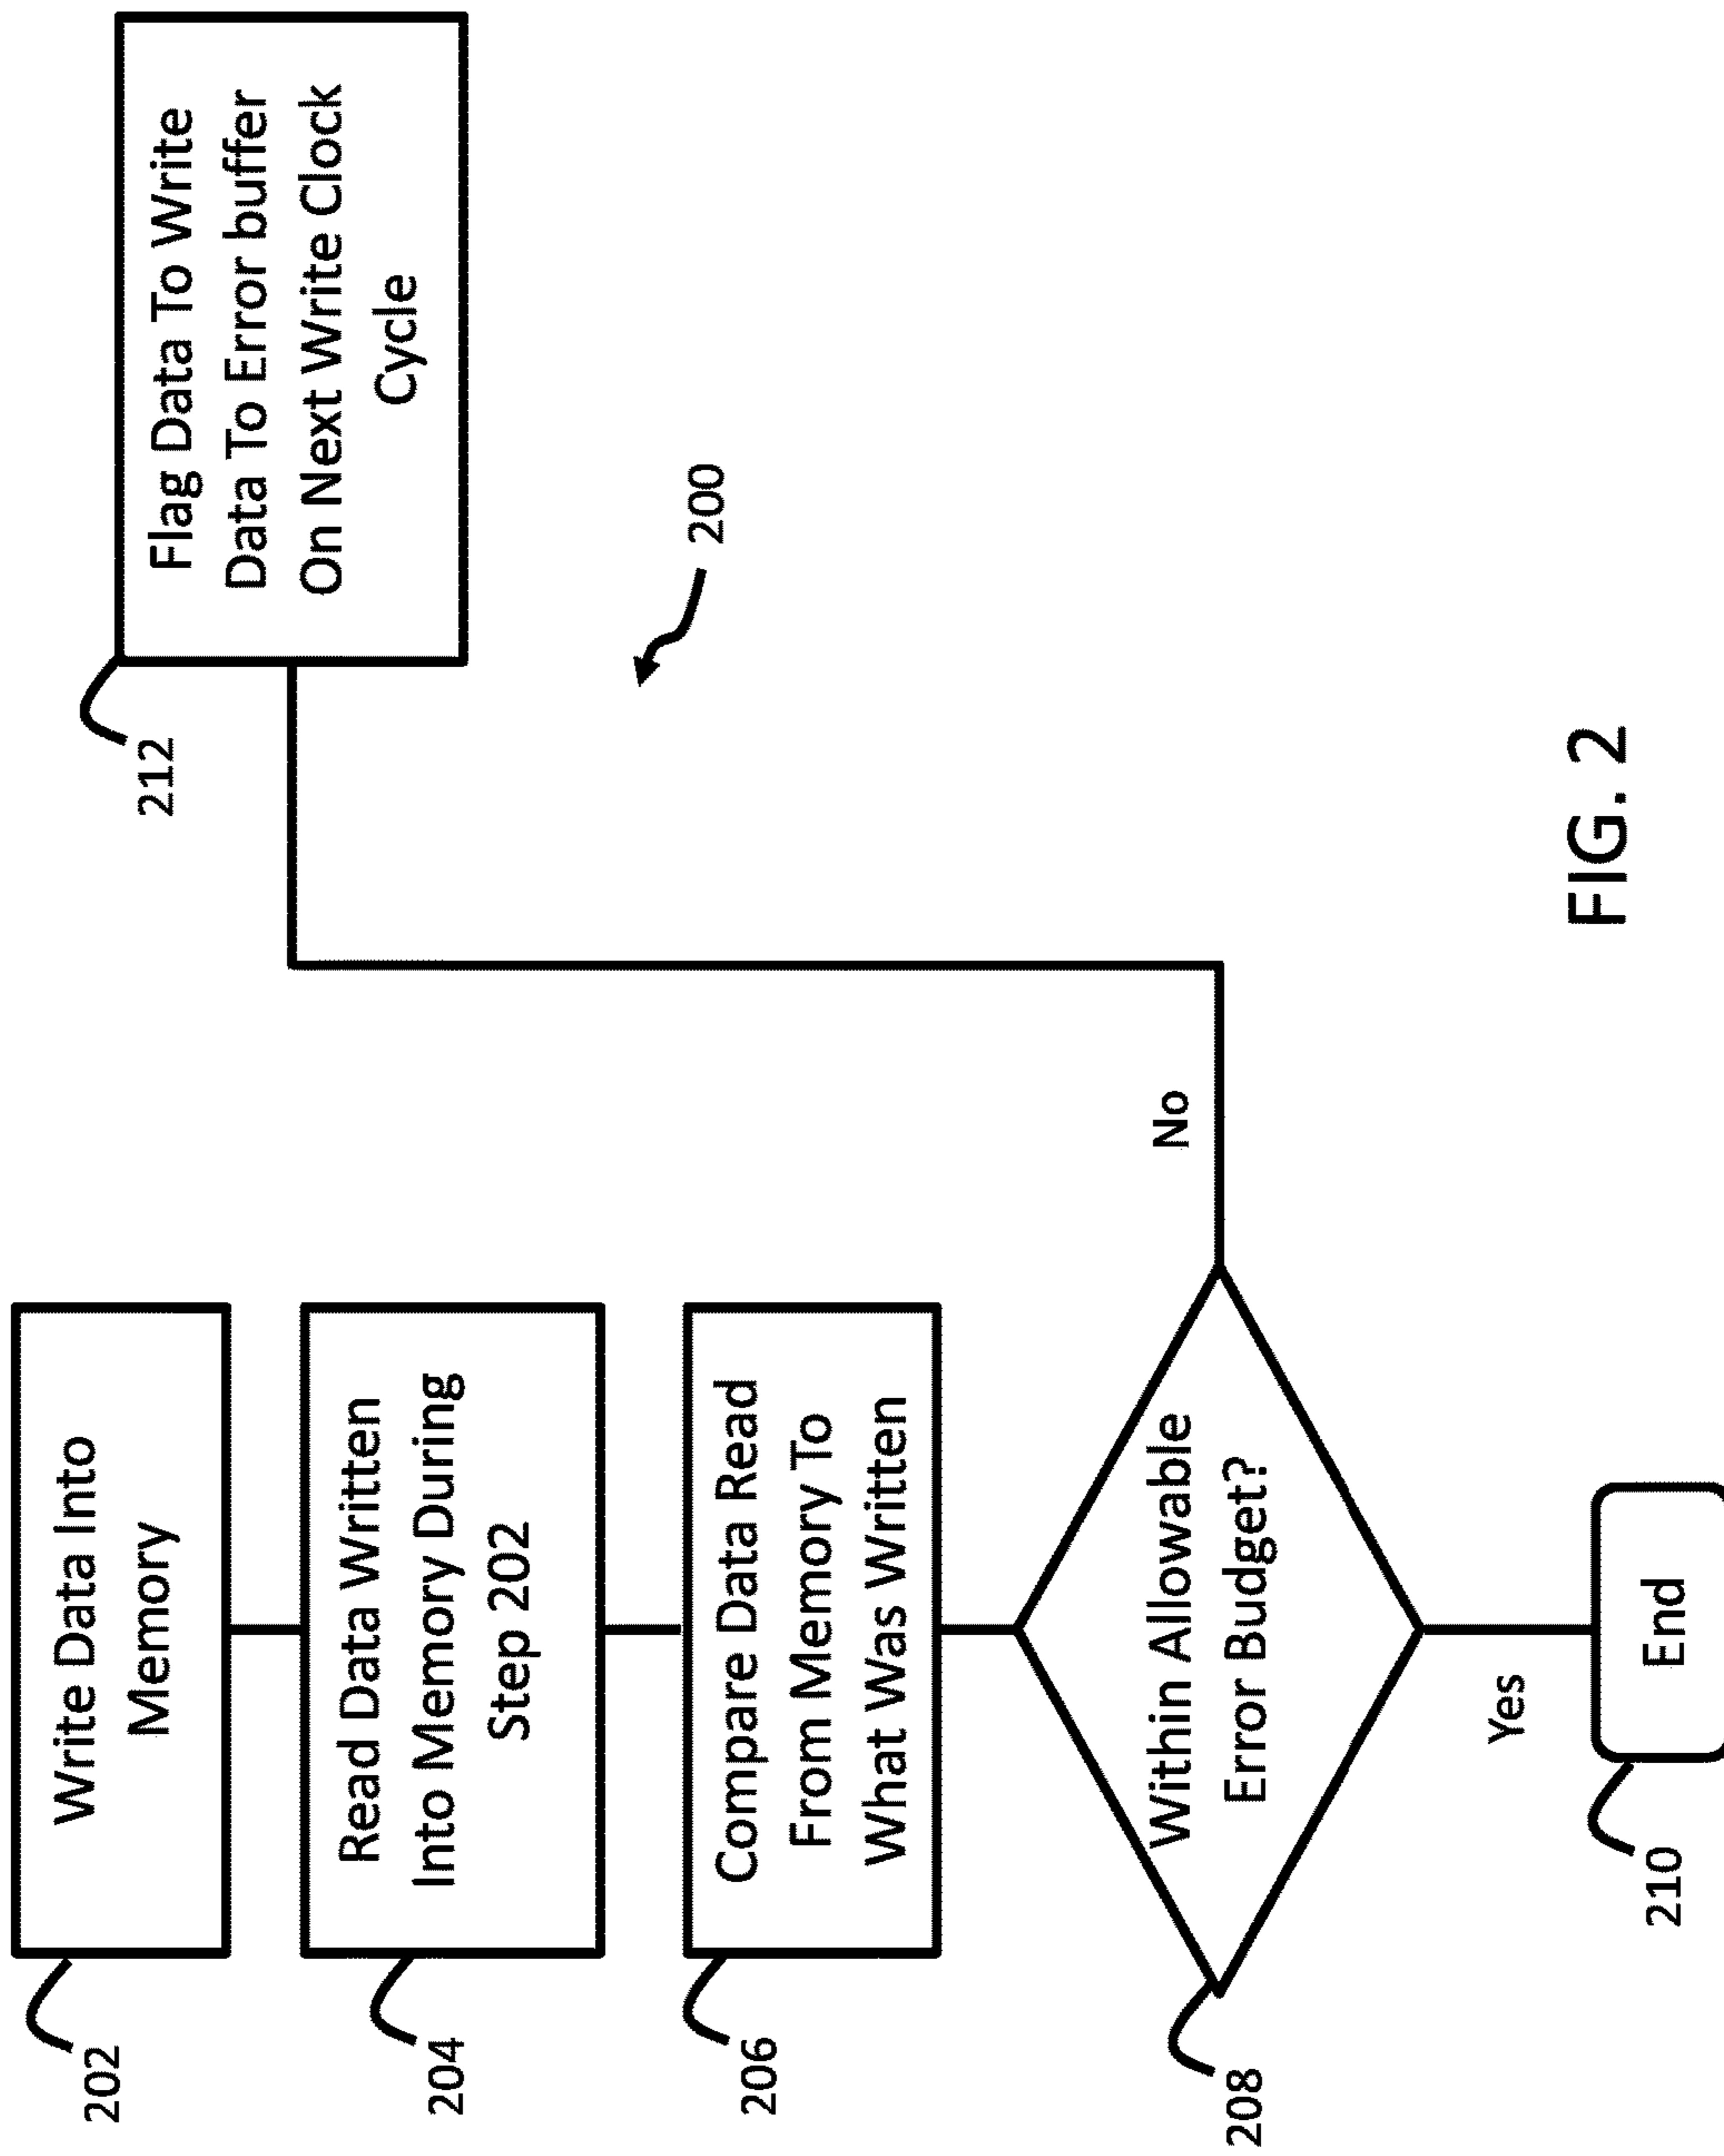 202
Write Data Into
Memory
204
Read Data Written
Into Memory During
Step 202
206
Compare Data Read
From Memory To
What Was Written
208
Within Allowable
Error Budget?
No
Yes
210
End
212
Flag Data To Write
Data To Error buffer
On Next Write Clock
Cycle
200
FIG. 2